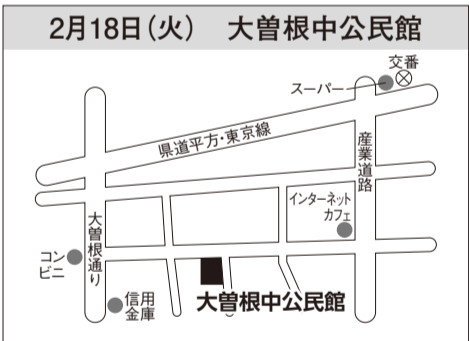 2月18日(火) 大曽根中公民館
交番
スーパー
県道平方・東京線
産業道路
インターネット
カフェ
大曽根通り
コン
ビニ
信用
金庫
大曽根中公民館